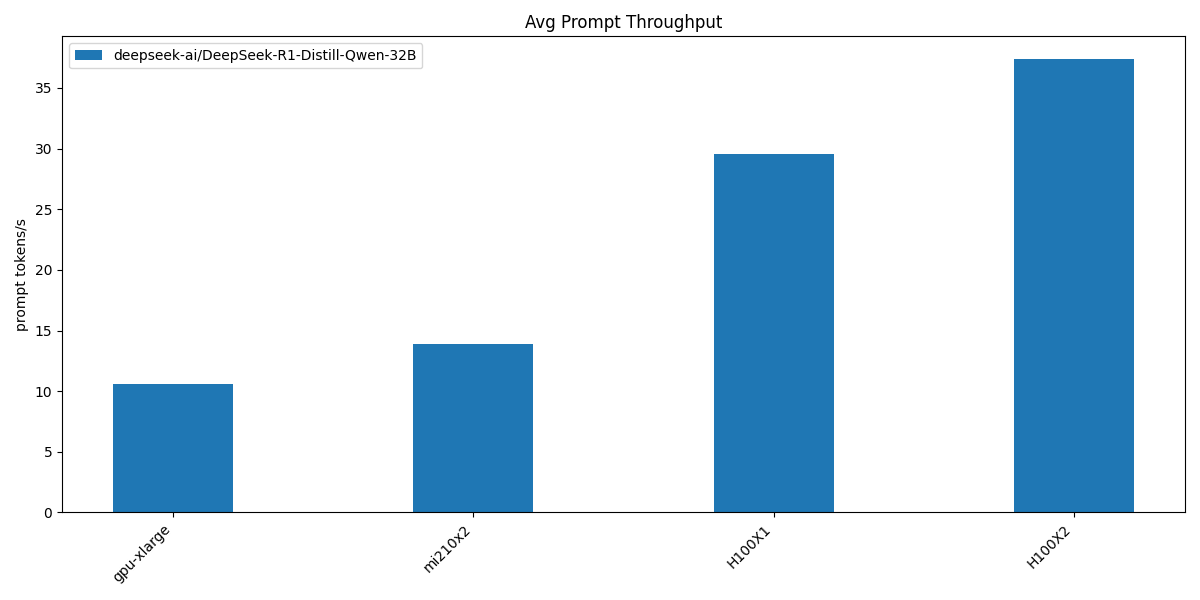 Avg Prompt Throughput
deepseek-ai/DeepSeek-R1-Distill-Qwen-32B
prompt tokens/s
35
30
25
20
15
10
5
0
gpu-xlarge
mi210x2
H100X1
H100X2